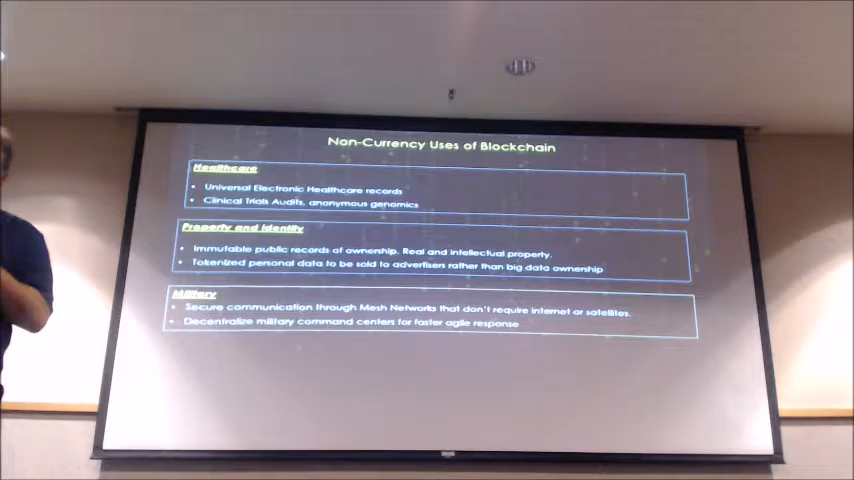 Non-Currency Uses of Blockchain
Healthcare
• Universal Electronic Healthcare records
• Clinical Trials Audits, anonymous genomics
Property and Identity
• Immutable public records of ownership. Real and intellectual property.
• Tokenized personal data to be sold to advertisers rather than big data ownership
Military
• Secure communication through Mesh Networks that don't require internet or satellites.
• Decentralize military command centers for faster agile response